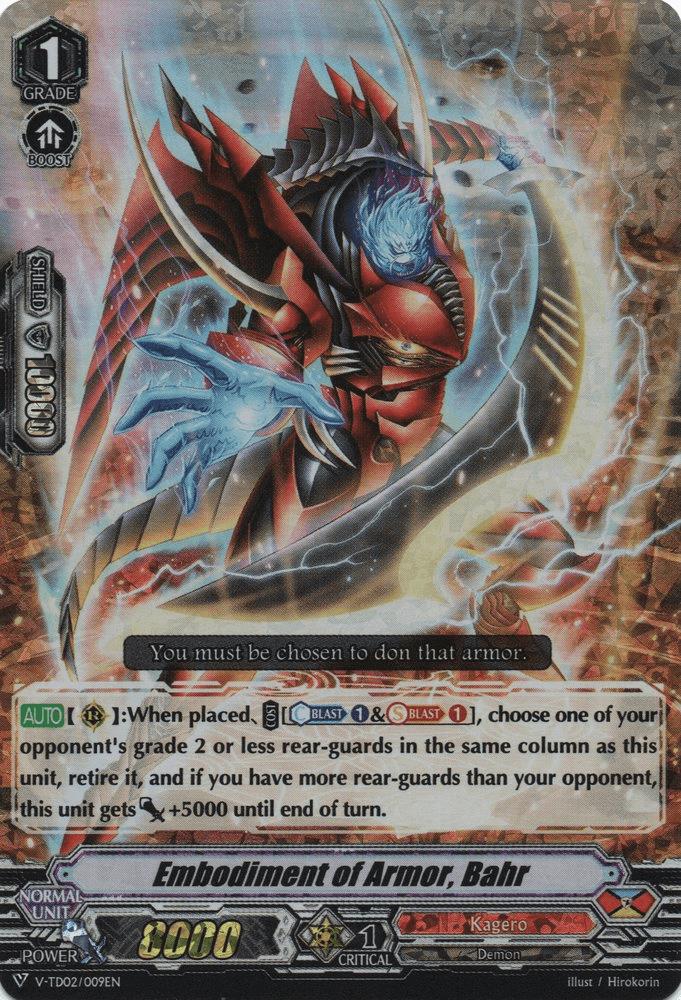 1
GRADE
BOOST
SHIELD 10000
You must be chosen to don that armor.
AUTO【 R 】:When placed, COST [C BLAST 1 & S BLAST 1], choose one of your
opponent's grade 2 or less rear-guards in the same column as this
unit, retire it, and if you have more rear-guards than your opponent,
this unit gets +5000 until end of turn.
Embodiment of Armor, Bahr
NORMAL
UNIT
POWER 8000
1
CRITICAL
Kagero
Demon
V V-TD02/009EN
illust / Hirokorin